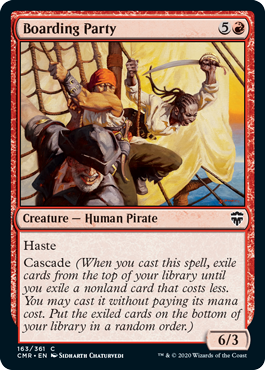 Boarding Party 5
Creature — Human Pirate
Haste
Cascade (When you cast this spell, exile
cards from the top of your library until
you exile a nonland card that costs less.
You may cast it without paying its mana
cost. Put the exiled cards on the bottom of
your library in a random order.)
6/3
163/361 C
CMR • EN Sidharth Chaturvedi ™ & © 2020 Wizards of the Coast